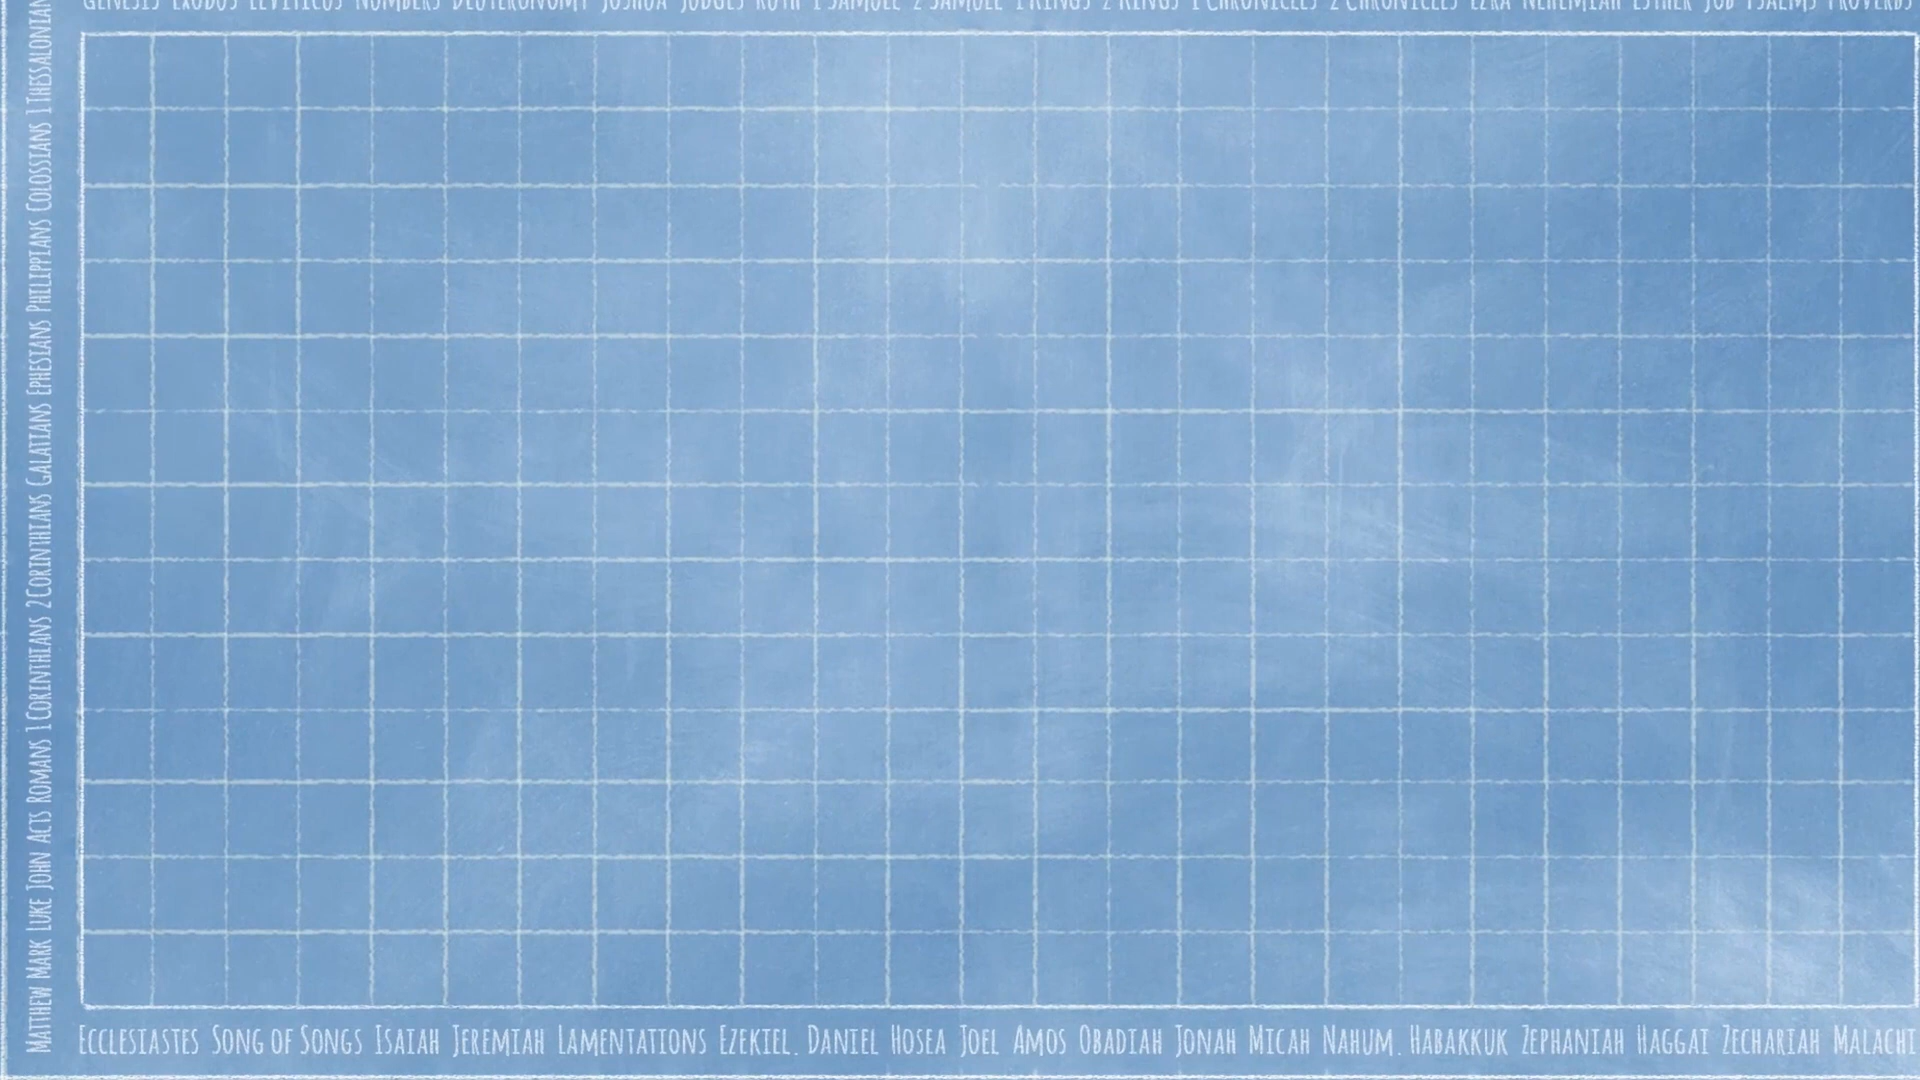 Genesis Exodus Leviticus Numbers Deuteronomy Joshua Judges Ruth 1 Samuel 2 Samuel 1 Kings 2 Kings 1 Chronicles 2 Chronicles Ezra Nehemiah Esther Job Psalms Proverbs
Matthew Mark Luke John Acts Romans 1 Corinthians 2 Corinthians Galatians Ephesians Philippians Colossians 1 Thessalonian
Ecclesiastes Song of Songs Isaiah Jeremiah Lamentations Ezekiel. Daniel Hosea Joel Amos Obadiah Jonah Micah Nahum. Habakkuk Zephaniah Haggai Zechariah Malachi